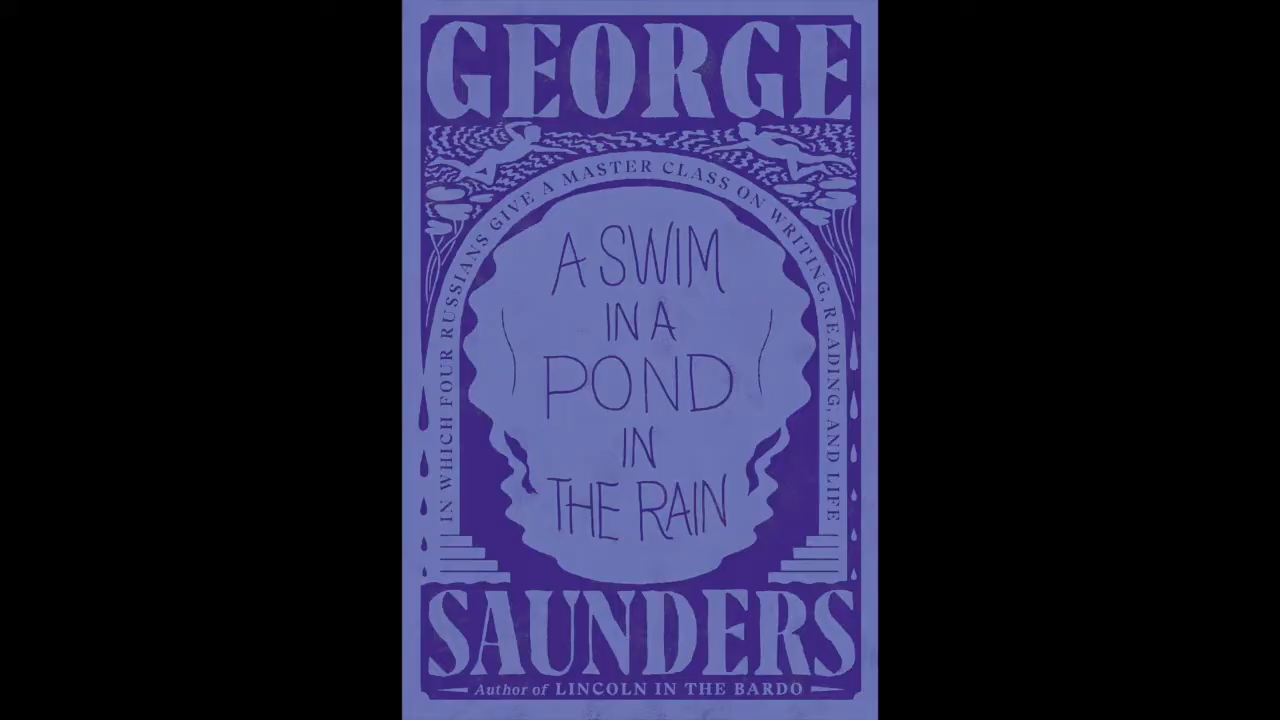 GEORGE
IN WHICH FOUR RUSSIANS GIVE A MASTER CLASS ON WRITING, READING, AND LIFE
A SWIM
IN A
POND
IN
THE RAIN
SAUNDERS
Author of LINCOLN IN THE BARDO